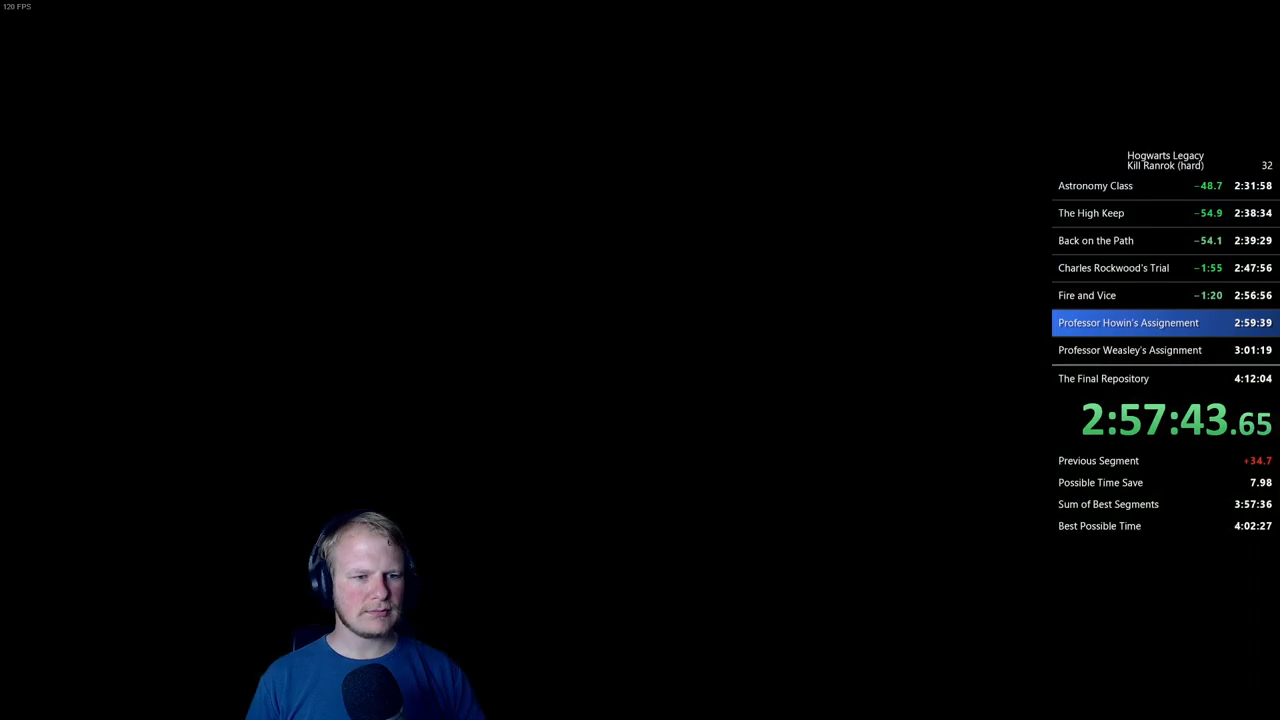 120 FPS
Hogwarts Legacy
Kill Ranrok (hard) 32
Astronomy Class −48.7 2:31:58
The High Keep −54.9 2:38:34
Back on the Path −54.1 2:39:29
Charles Rockwood's Trial −1:55 2:47:56
Fire and Vice −1:20 2:56:56
Professor Howin's Assignement 2:59:39
Professor Weasley's Assignment 3:01:19
The Final Repository 4:12:04
2:57:43.65
Previous Segment +34.7
Possible Time Save 7.98
Sum of Best Segments 3:57:36
Best Possible Time 4:02:27